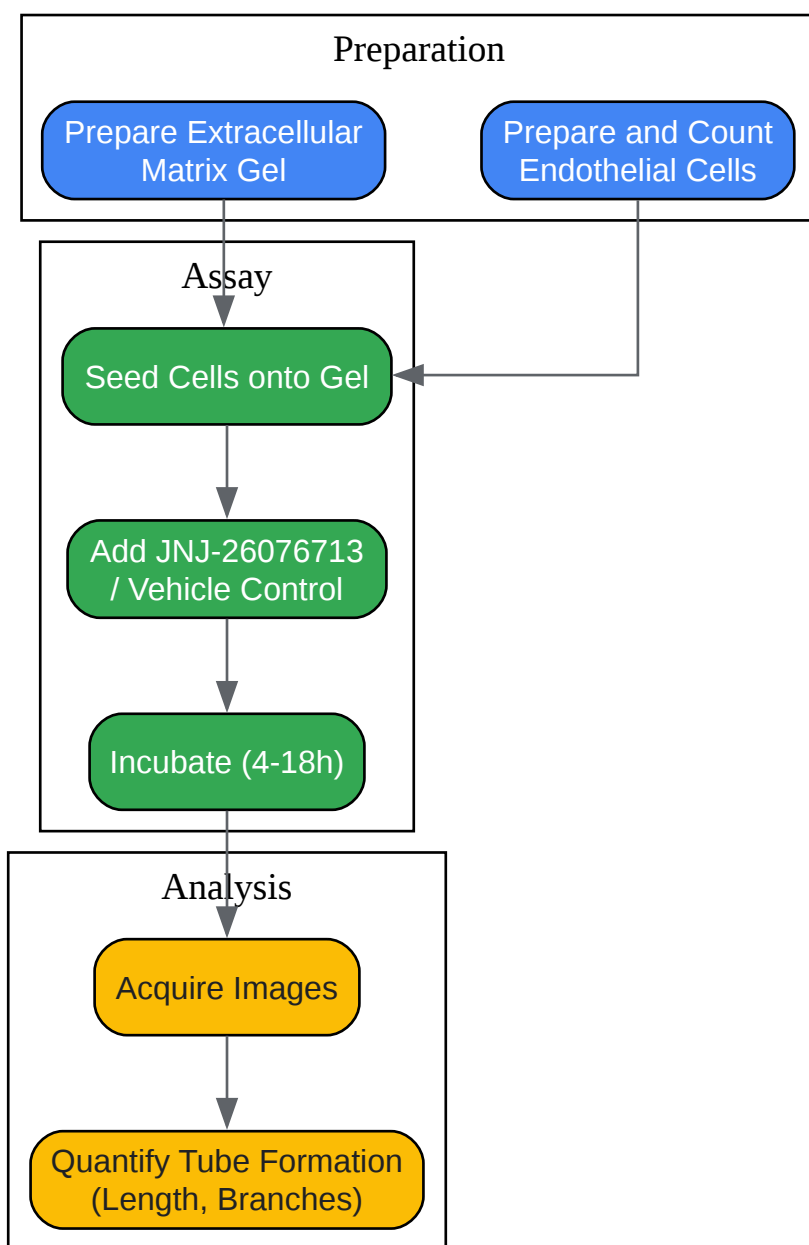 Preparation
Prepare Extracellular
Matrix Gel
Prepare and Count
Endothelial Cells
Assay
Seed Cells onto Gel
Add JNJ-26076713
/ Vehicle Control
Incubate (4-18h)
Analysis
Acquire Images
Quantify Tube Formation
(Length, Branches)